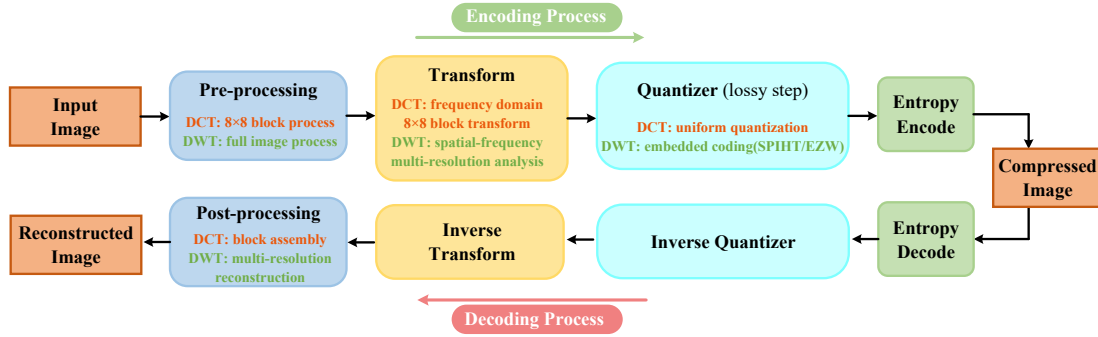 Encoding Process
Input
Image
Pre-processing
DCT: 8×8 block process
DWT: full image process
Transform
DCT: frequency domain
8×8 block transform
DWT: spatial-frequency
multi-resolution analysis
Quantizer (lossy step)
DCT: uniform quantization
DWT: embedded coding(SPIHT/EZW)
Entropy
Encode
Compressed
Image
Reconstructed
Image
Post-processing
DCT: block assembly
DWT: multi-resolution
reconstruction
Inverse
Transform
Inverse Quantizer
Entropy
Decode
Decoding Process